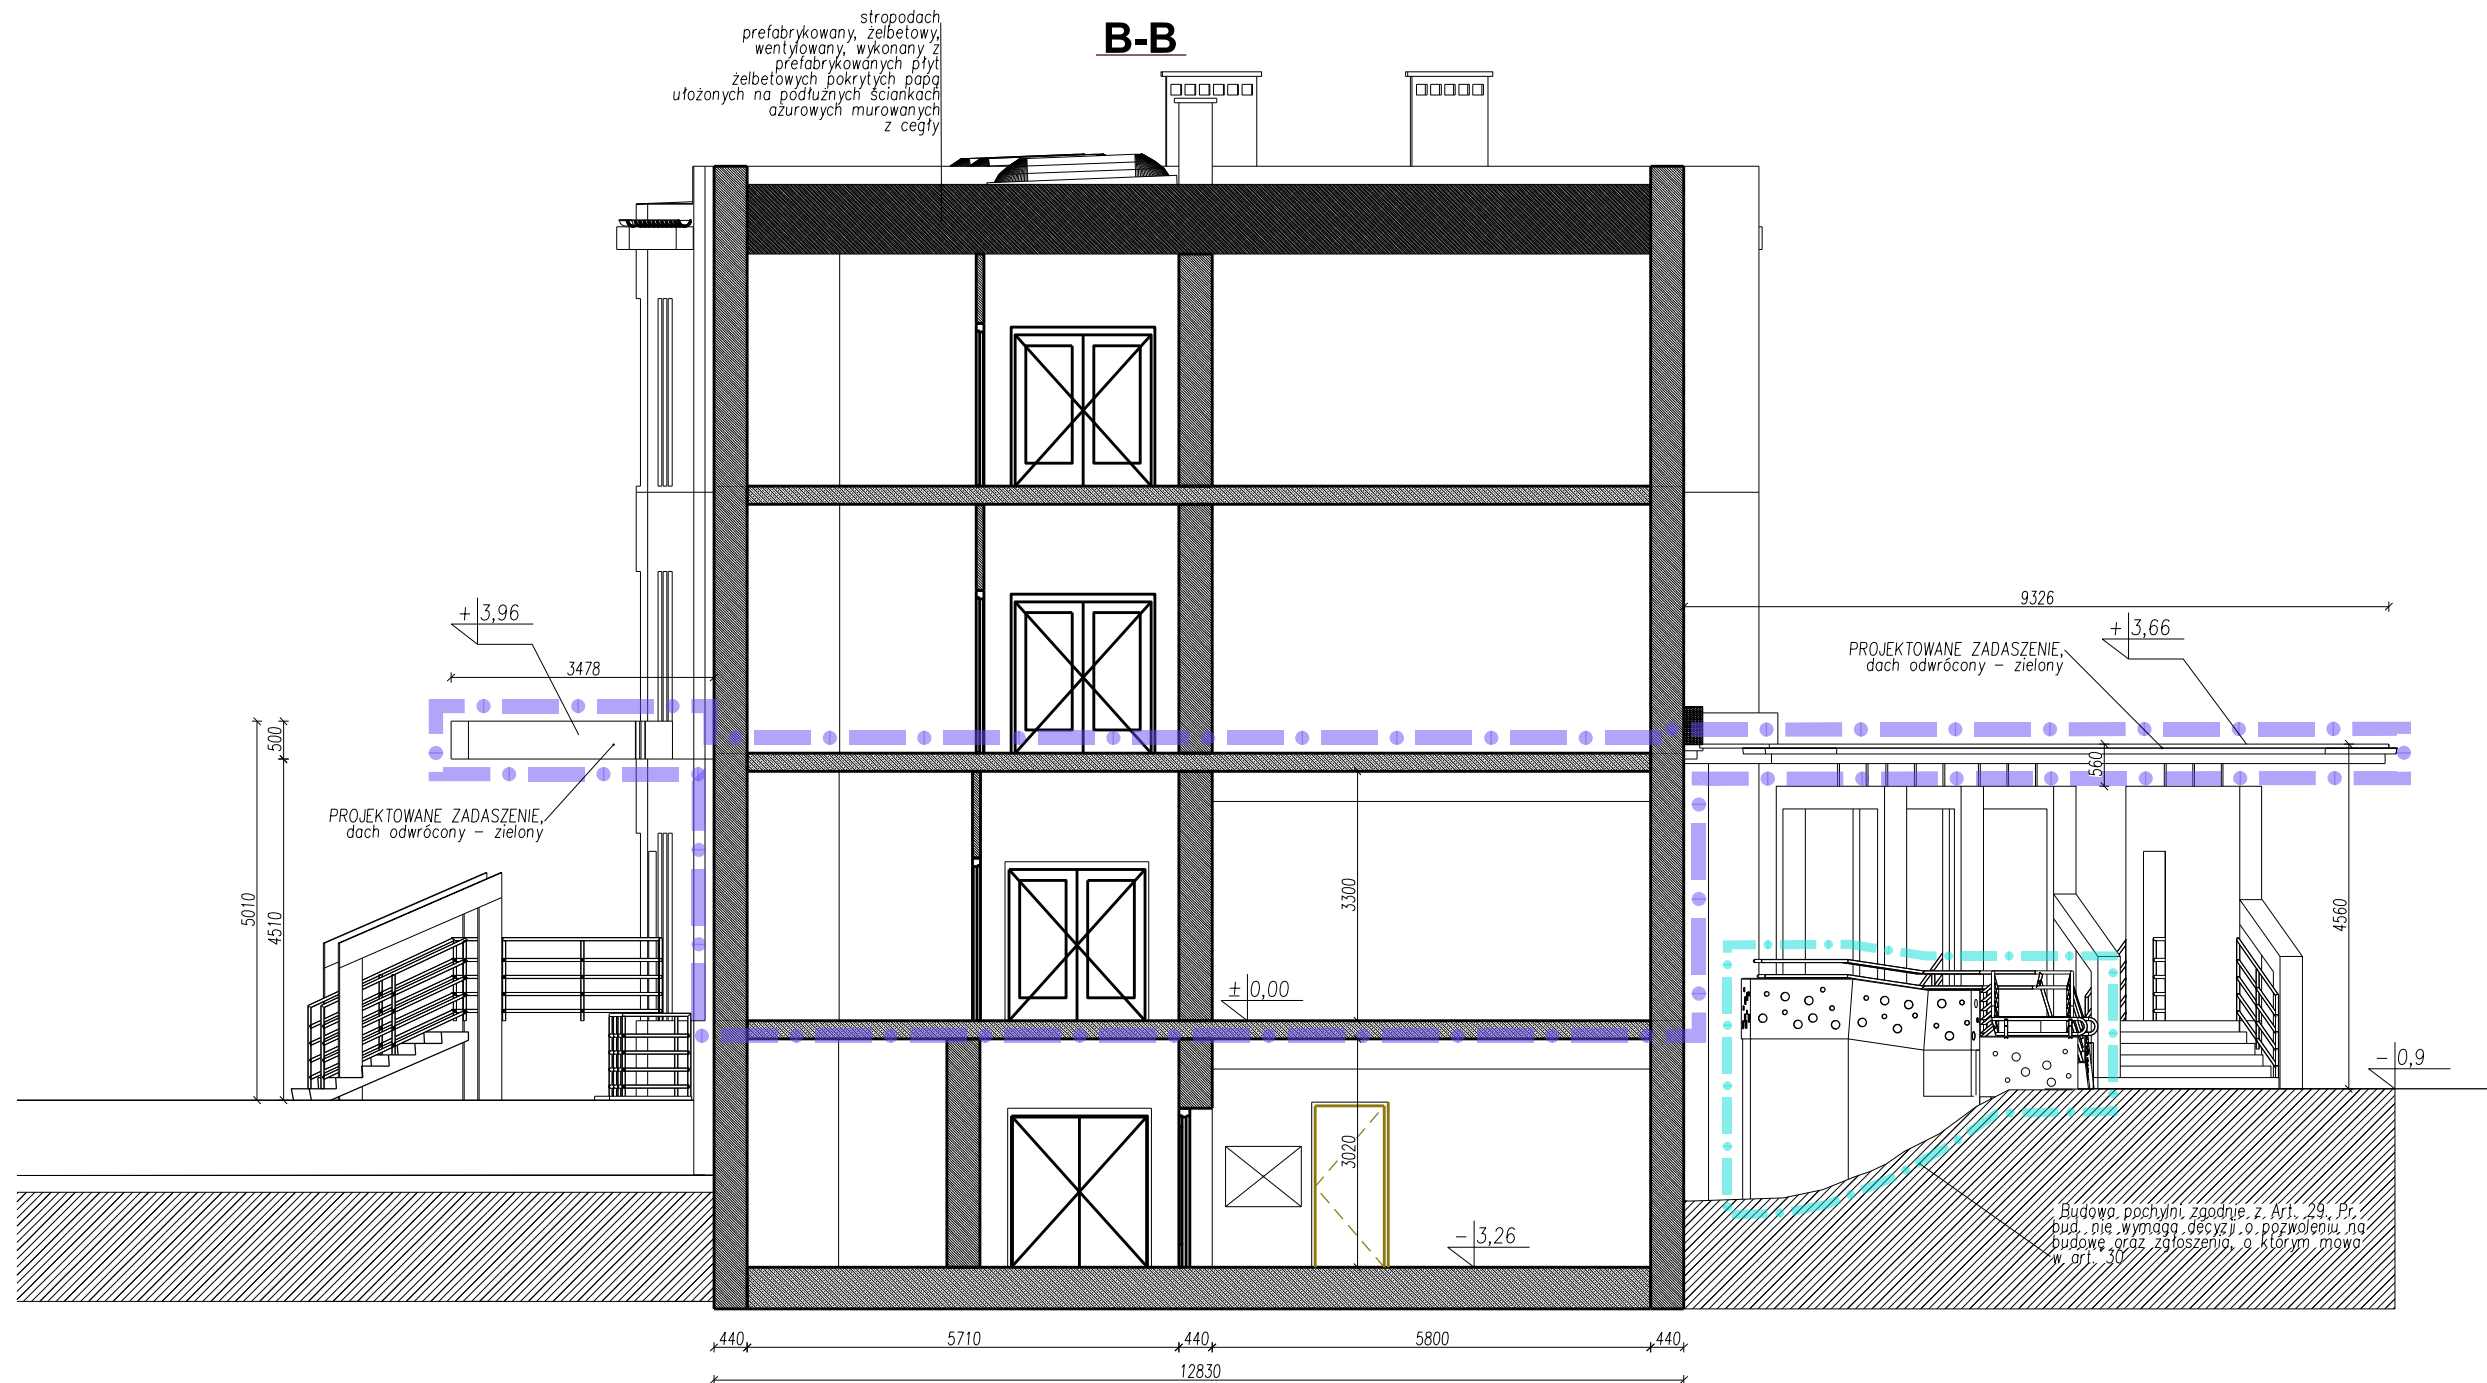 B-B
stropodach
prefabrykowany, żelbetowy,
wentylowany, wykonany z
prefabrykowanych płyt
żelbetowych pokrytych papą
ułożonych na podłużnych ściankach
ażurowych murowanych
z cegły
9326
+3,96
+3,66
PROJEKTOWANE ZADASZENIE,
dach odwrócony – zielony
3478
500
560
PROJEKTOWANE ZADASZENIE,
dach odwrócony – zielony
5010
4510
3300
4560
±0,00
-0,9
3020
-3,26
Budowa pochylni zgodnie z Art. 29. Pr.
bud. nie wymaga decyzji o pozwoleniu na
budowę oraz zgłoszenia, o którym mowa
w art. 30
440
5710
440
5800
440
12830